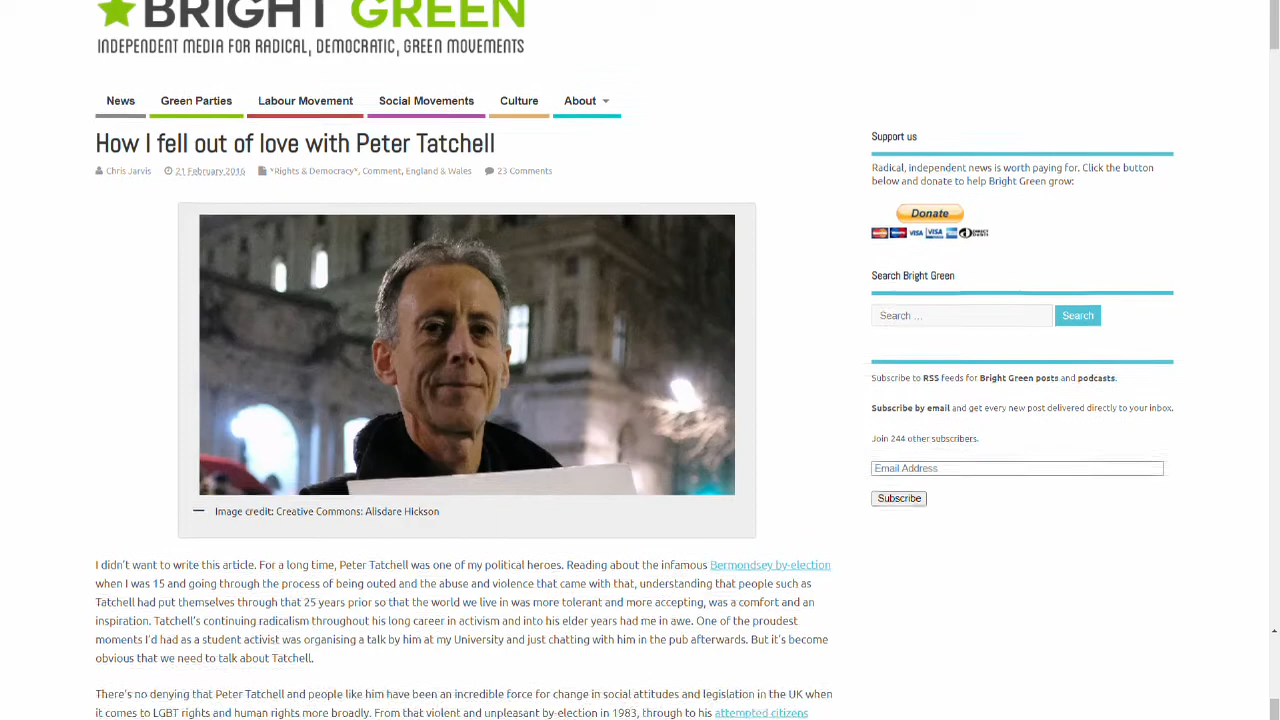 BRIGHT GREEN
INDEPENDENT MEDIA FOR RADICAL, DEMOCRATIC, GREEN MOVEMENTS
News Green Parties Labour Movement Social Movements Culture About
How I fell out of love with Peter Tatchell
Chris Jarvis 21 February 2016 *Rights & Democracy*, Comment, England & Wales 23 Comments
Image credit: Creative Commons: Alisdare Hickson
I didn't want to write this article. For a long time, Peter Tatchell was one of my political heroes. Reading about the infamous Bermondsey by-election
when I was 15 and going through the process of being outed and the abuse and violence that came with that, understanding that people such as
Tatchell had put themselves through that 25 years prior so that the world we live in was more tolerant and more accepting, was a comfort and an
inspiration. Tatchell's continuing radicalism throughout his long career in activism and into his elder years had me in awe. One of the proudest
moments I'd had as a student activist was organising a talk by him at my University and just chatting with him in the pub afterwards. But it's become
obvious that we need to talk about Tatchell.
There's no denying that Peter Tatchell and people like him have been an incredible force for change in social attitudes and legislation in the UK when
it comes to LGBT rights and human rights more broadly. From that violent and unpleasant by-election in 1983, through to his attempted citizens
Support us
Radical, independent news is worth paying for. Click the button
below and donate to help Bright Green grow:
Donate
VISA VISA DIRECT Debit
Search Bright Green
Search … Search
Subscribe to RSS feeds for Bright Green posts and podcasts.
Subscribe by email and get every new post delivered directly to your inbox.
Join 244 other subscribers.
Email Address
Subscribe